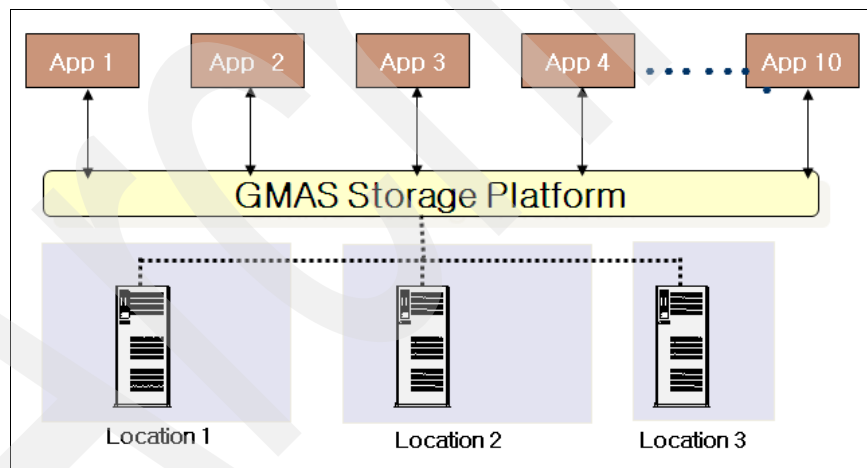 App 1
App 2
App 3
App 4
App 10
GMAS Storage Platform
Location 1
Location 2
Location 3